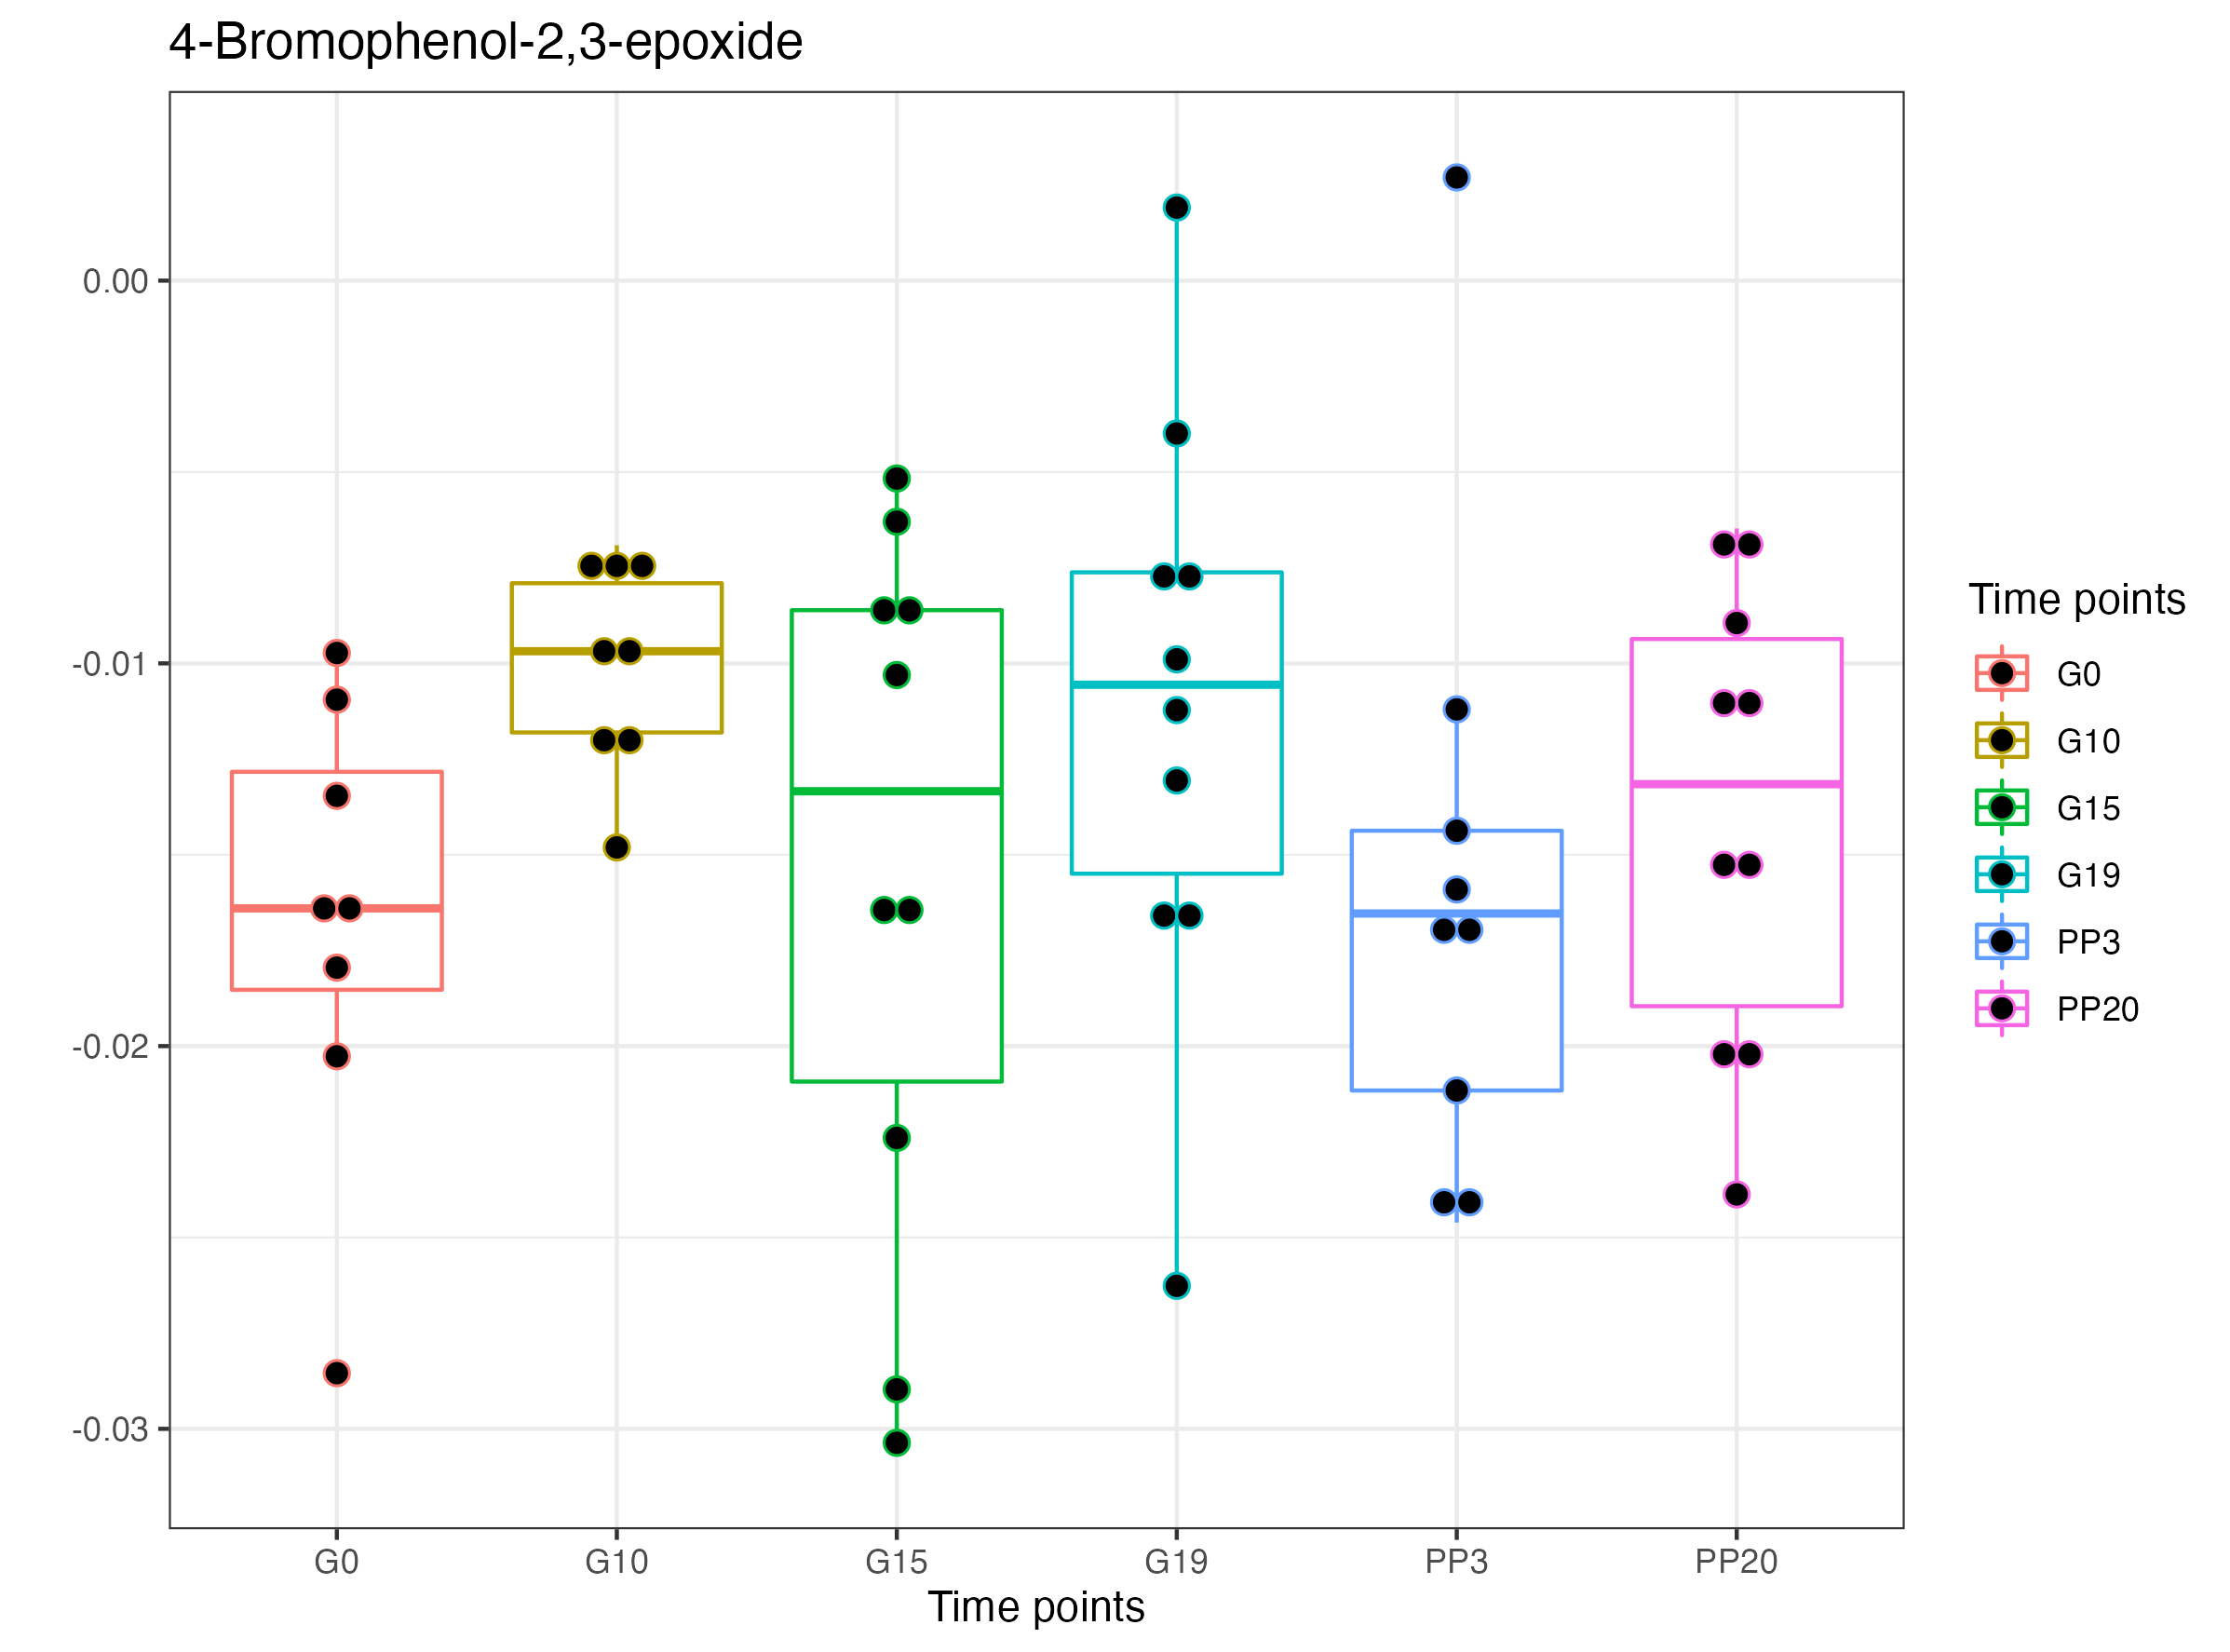 4-Bromophenol-2,3-epoxide
0.00
-0.01
-0.02
-0.03
G0 G10 G15 G19 PP3 PP20
Time points
Time points
G0
G10
G15
G19
PP3
PP20